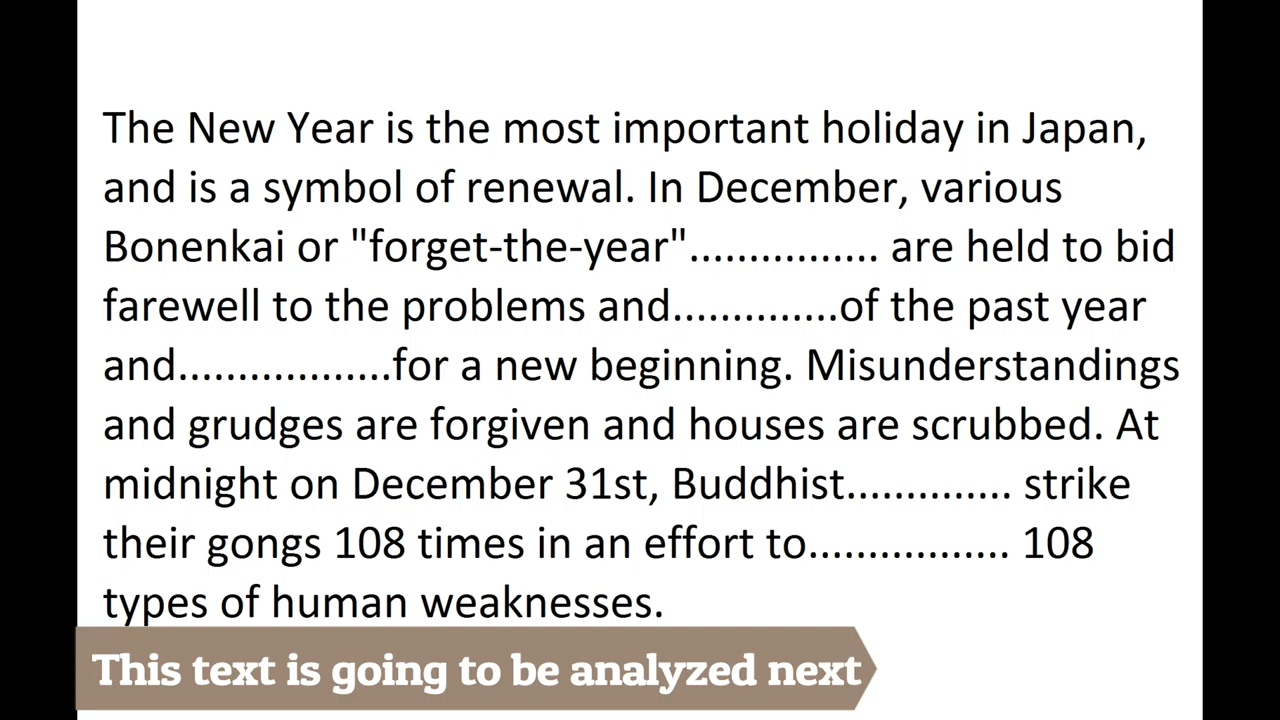 The New Year is the most important holiday in Japan,
and is a symbol of renewal. In December, various
Bonenkai or "forget-the-year"................ are held to bid
farewell to the problems and..............of the past year
and..................for a new beginning. Misunderstandings
and grudges are forgiven and houses are scrubbed. At
midnight on December 31st, Buddhist.............. strike
their gongs 108 times in an effort to................. 108
types of human weaknesses.
This text is going to be analyzed next